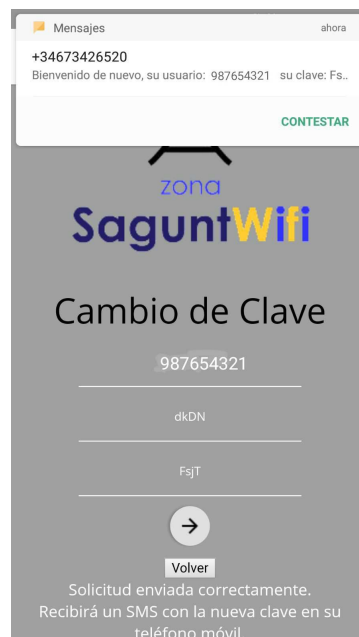 Mensajes ahora
+34673426520
Bienvenido de nuevo, su usuario: 987654321 su clave: Fs..
CONTESTAR
zona
SaguntWifi
Cambio de Clave
987654321
dkDN
FsjT
Volver
Solicitud enviada correctamente.
Recibirá un SMS con la nueva clave en su
teléfono móvil